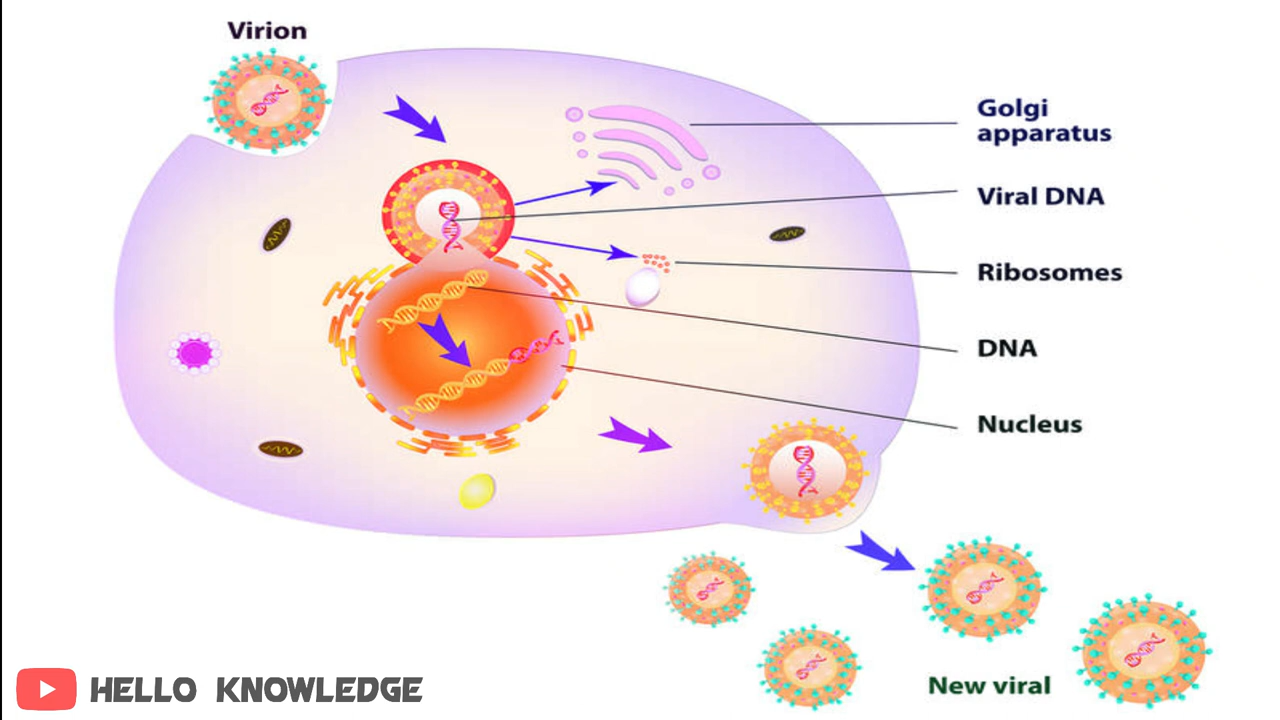 Virion
Golgi
apparatus
Viral DNA
Ribosomes
DNA
Nucleus
New viral
HELLO KNOWLEDGE